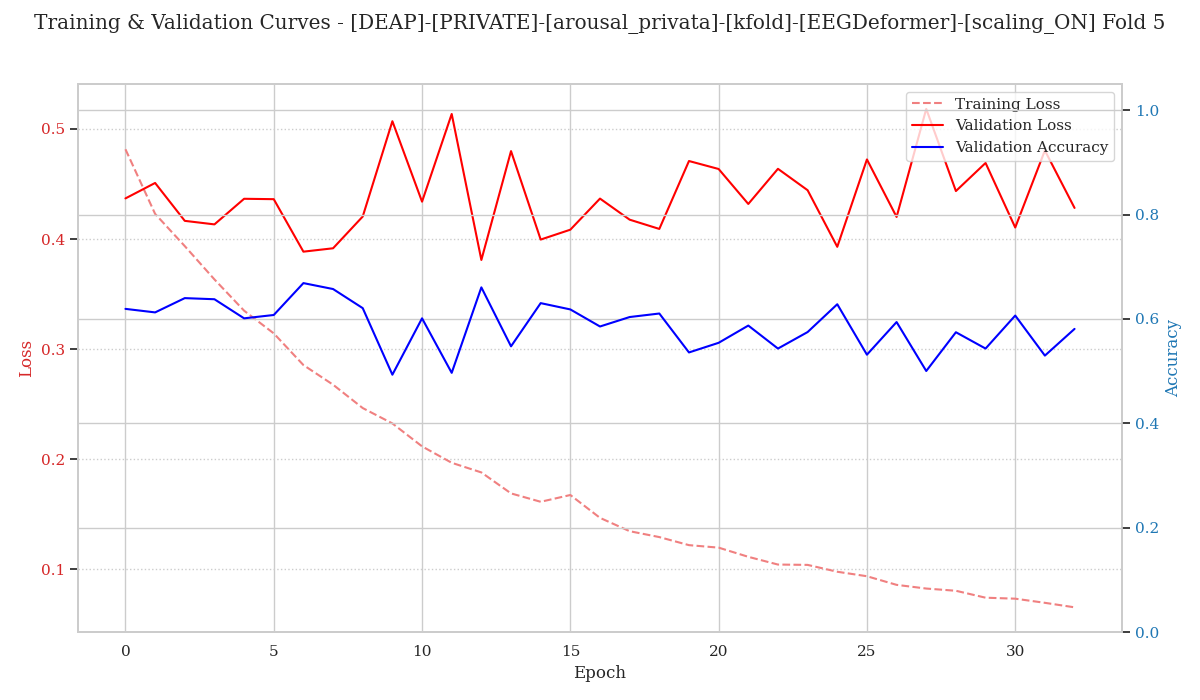 Training & Validation Curves - [DEAP]-[PRIVATE]-[arousal_privata]-[kfold]-[EEGDeformer]-[scaling_ON] Fold 5
Training Loss
Validation Loss
Validation Accuracy
0.5
0.4
0.3
0.2
0.1
Loss
1.0
0.8
0.6
0.4
0.2
0.0
Accuracy
0 5 10 15 20 25 30
Epoch